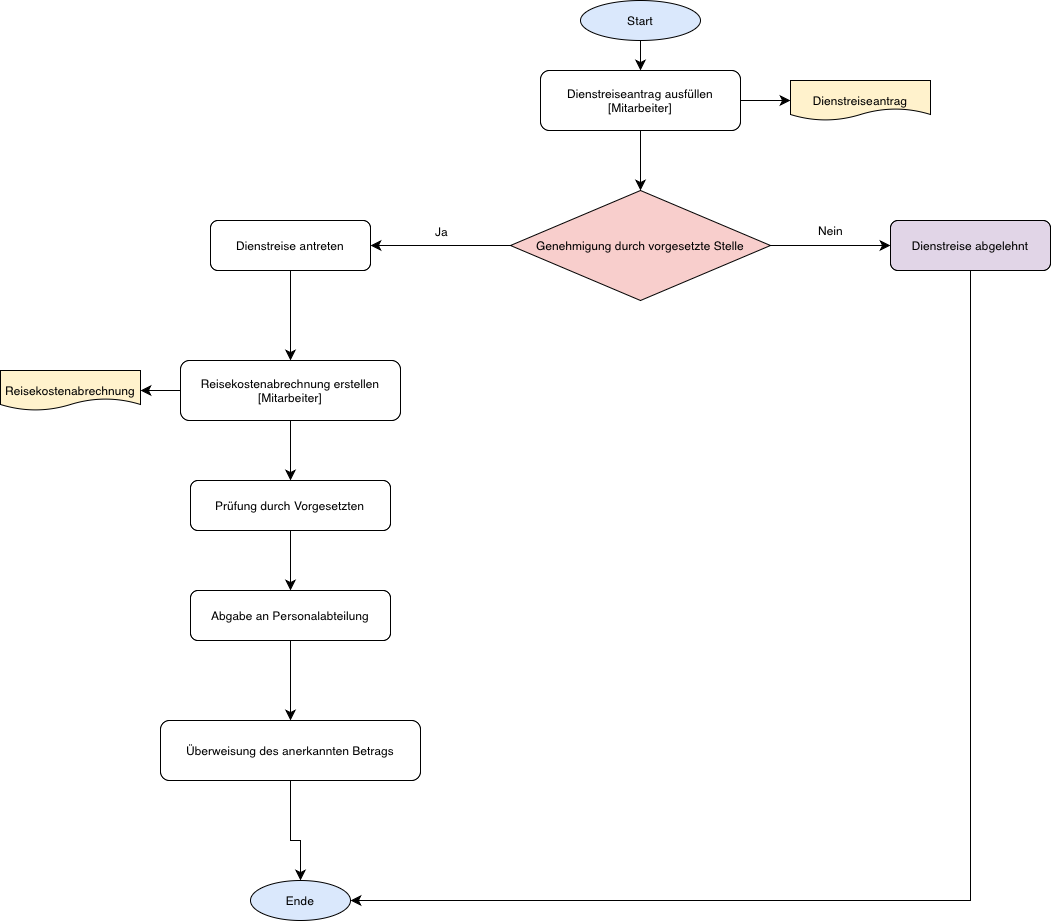 Start
Dienstreiseantrag ausfüllen
[Mitarbeiter]
Dienstreiseantrag
Ja
Nein
Dienstreise antreten
Genehmigung durch vorgesetzte Stelle
Dienstreise abgelehnt
Reisekostenabrechnung
Reisekostenabrechnung erstellen
[Mitarbeiter]
Prüfung durch Vorgesetzten
Abgabe an Personalabteilung
Überweisung des anerkannten Betrags
Ende